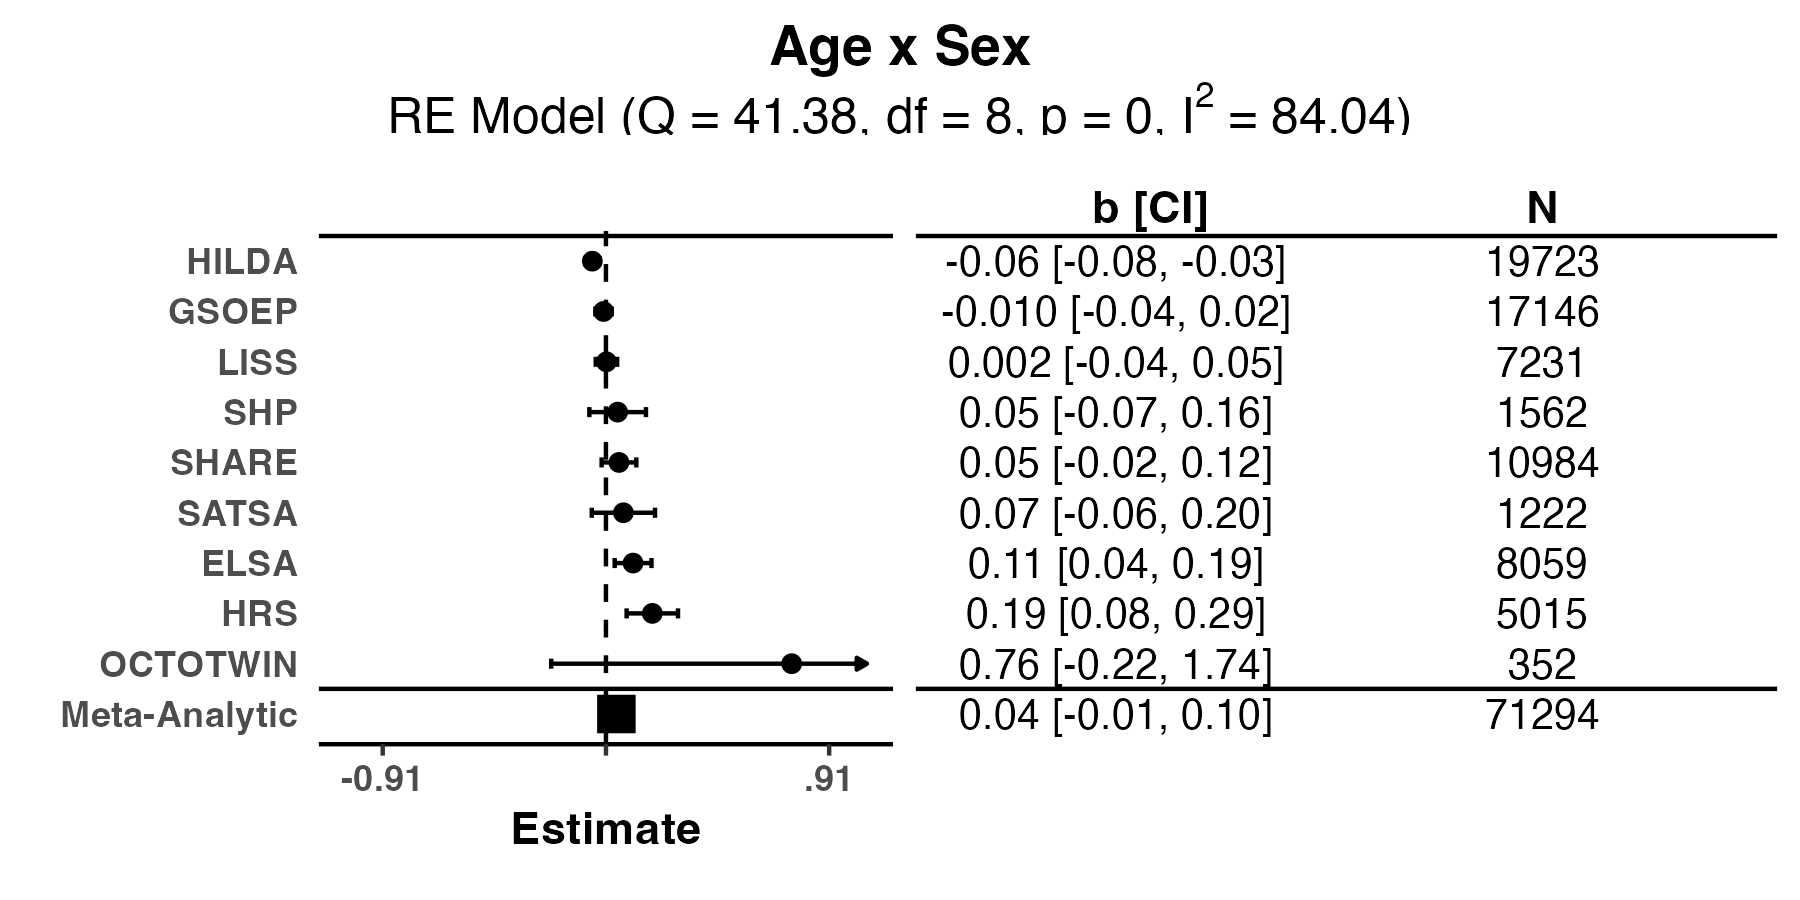 Age x Sex
RE Model (Q = 41.38, df = 8, p = 0, I² = 84.04)
b [CI] N
HILDA -0.06 [-0.08, -0.03] 19723
GSOEP -0.010 [-0.04, 0.02] 17146
LISS 0.002 [-0.04, 0.05] 7231
SHP 0.05 [-0.07, 0.16] 1562
SHARE 0.05 [-0.02, 0.12] 10984
SATSA 0.07 [-0.06, 0.20] 1222
ELSA 0.11 [0.04, 0.19] 8059
HRS 0.19 [0.08, 0.29] 5015
OCTOTWIN 0.76 [-0.22, 1.74] 352
Meta-Analytic 0.04 [-0.01, 0.10] 71294
-0.91 .91
Estimate